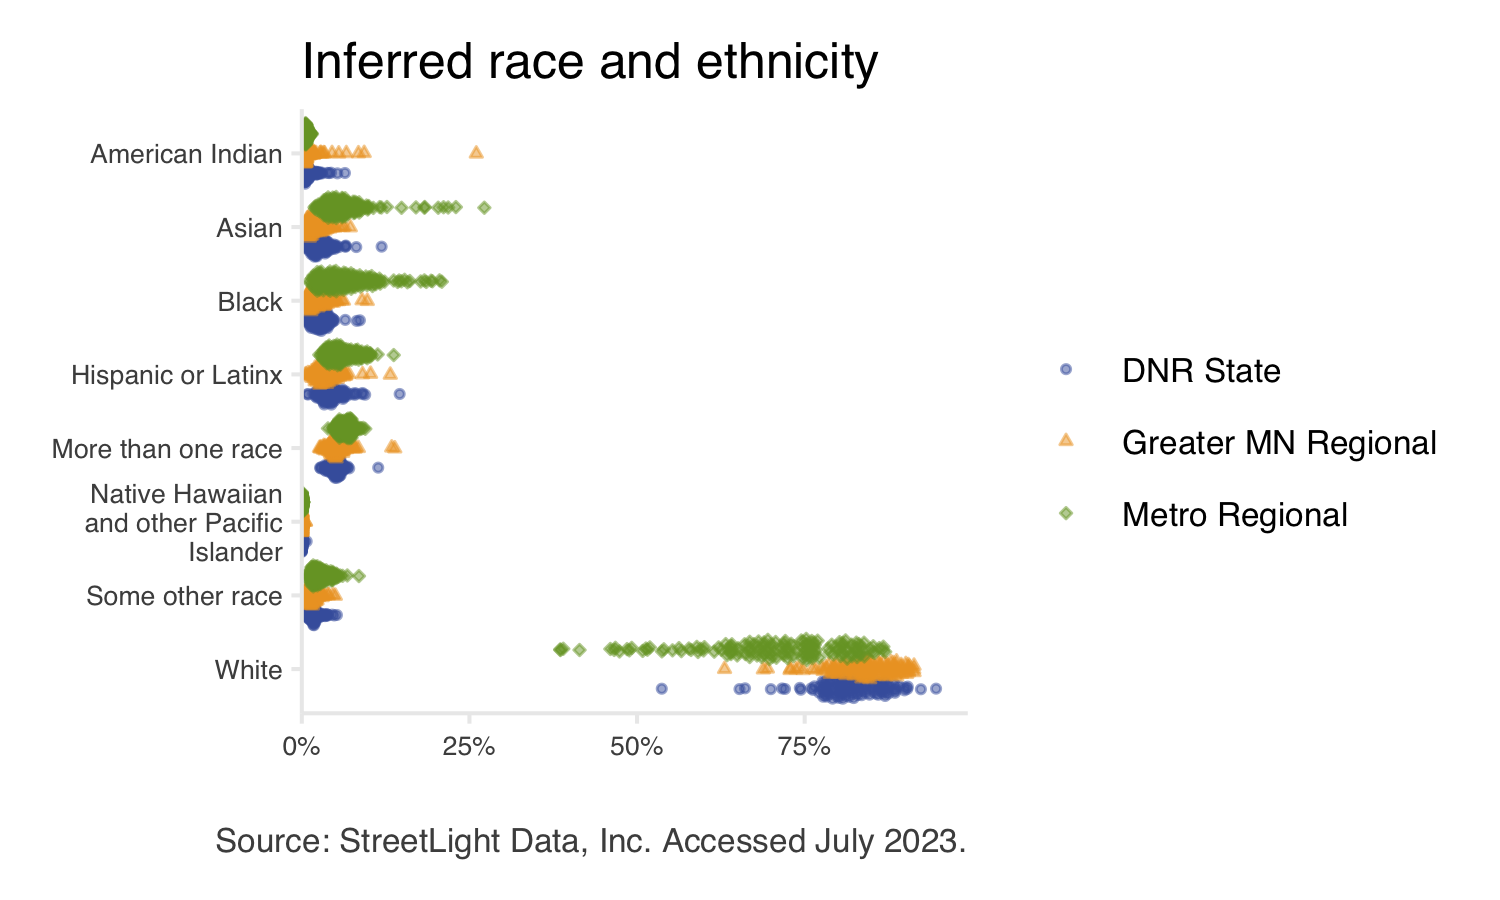 Inferred race and ethnicity
American Indian
Asian
Black
Hispanic or Latinx
More than one race
Native Hawaiian
and other Pacific
Islander
Some other race
White
0%
25%
50%
75%
DNR State
Greater MN Regional
Metro Regional
Source: StreetLight Data, Inc. Accessed July 2023.